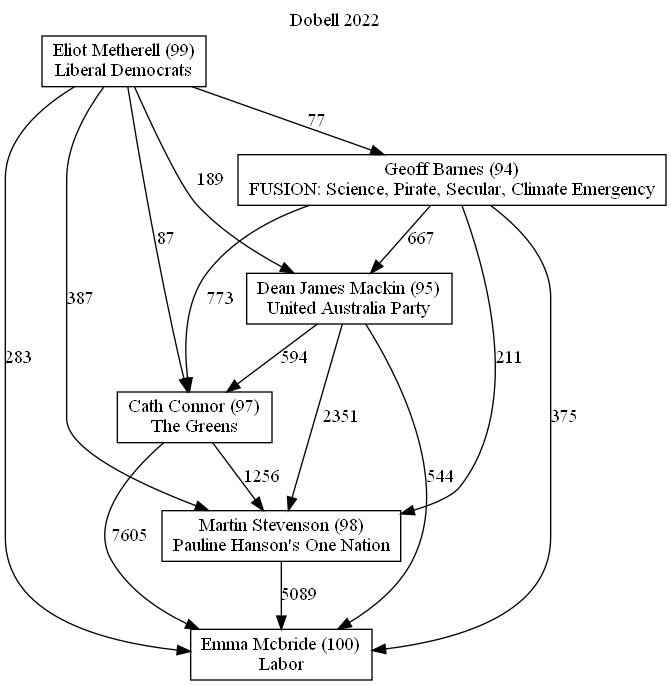 Dobell 2022
Eliot Metherell (99)
Liberal Democrats
77
Geoff Barnes (94)
FUSION: Science, Pirate, Secular, Climate Emergency
189
87
667
387
773
Dean James Mackin (95)
United Australia Party
283
594
211
Cath Connor (97)
The Greens
2351
375
1256
544
7605
Martin Stevenson (98)
Pauline Hanson's One Nation
5089
Emma Mcbride (100)
Labor